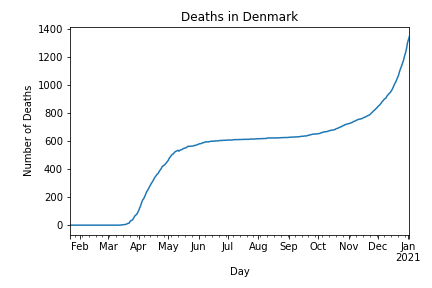 Deaths in Denmark
Number of Deaths
1400
1200
1000
800
600
400
200
0
Feb Mar Apr May Jun Jul Aug Sep Oct Nov Dec Jan
2021
Day